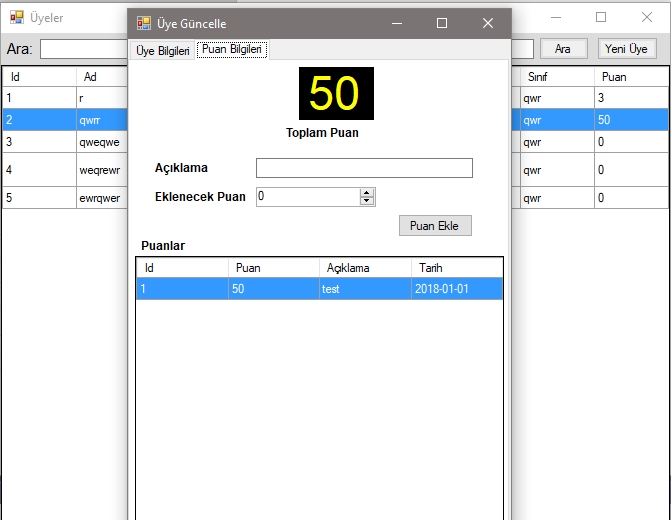 Üyeler
Ara:
Ara
Yeni Üye
Id Ad Sınıf Puan
1 r qwr 3
2 qwrr qwr 50
3 qweqwe qwr 0
4 weqrewr qwr 0
5 ewrqwer qwr 0
Üye Güncelle
Üye Bilgileri Puan Bilgileri
50
Toplam Puan
Açıklama
Eklenecek Puan 0
Puan Ekle
Puanlar
Id Puan Açıklama Tarih
1 50 test 2018-01-01